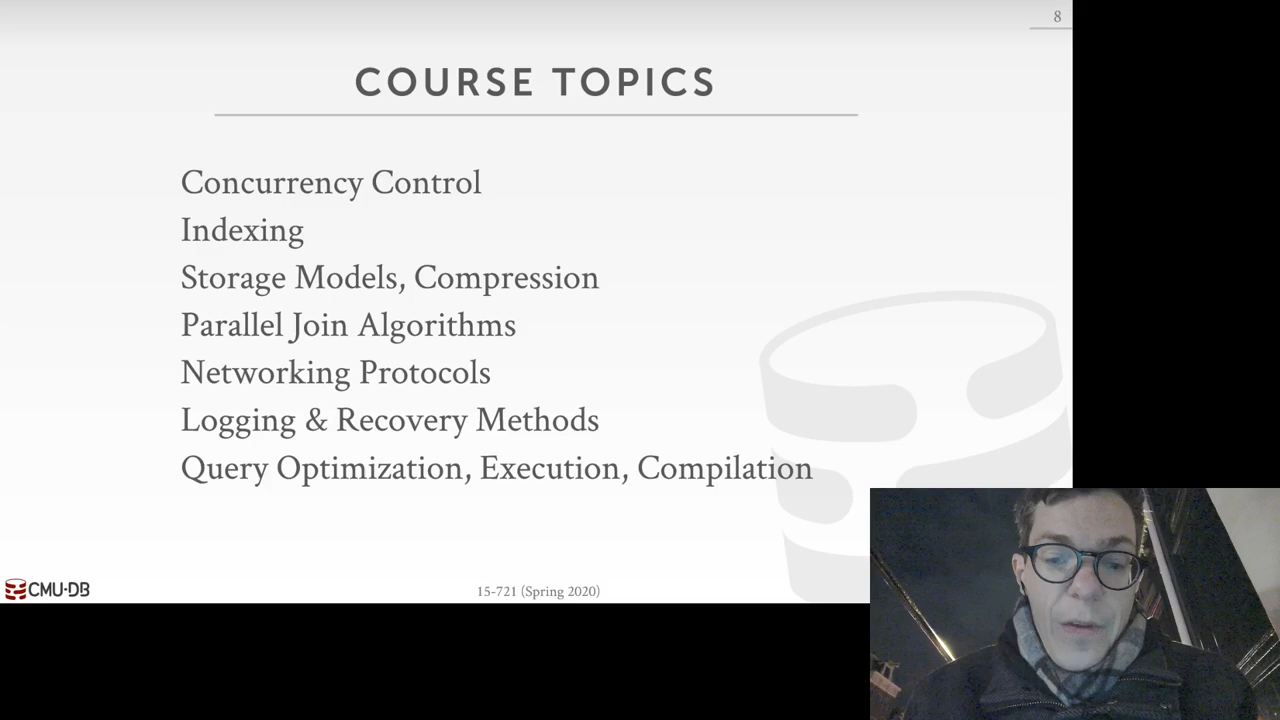 8
COURSE TOPICS
Concurrency Control
Indexing
Storage Models, Compression
Parallel Join Algorithms
Networking Protocols
Logging & Recovery Methods
Query Optimization, Execution, Compilation
CMU·DB
15-721 (Spring 2020)